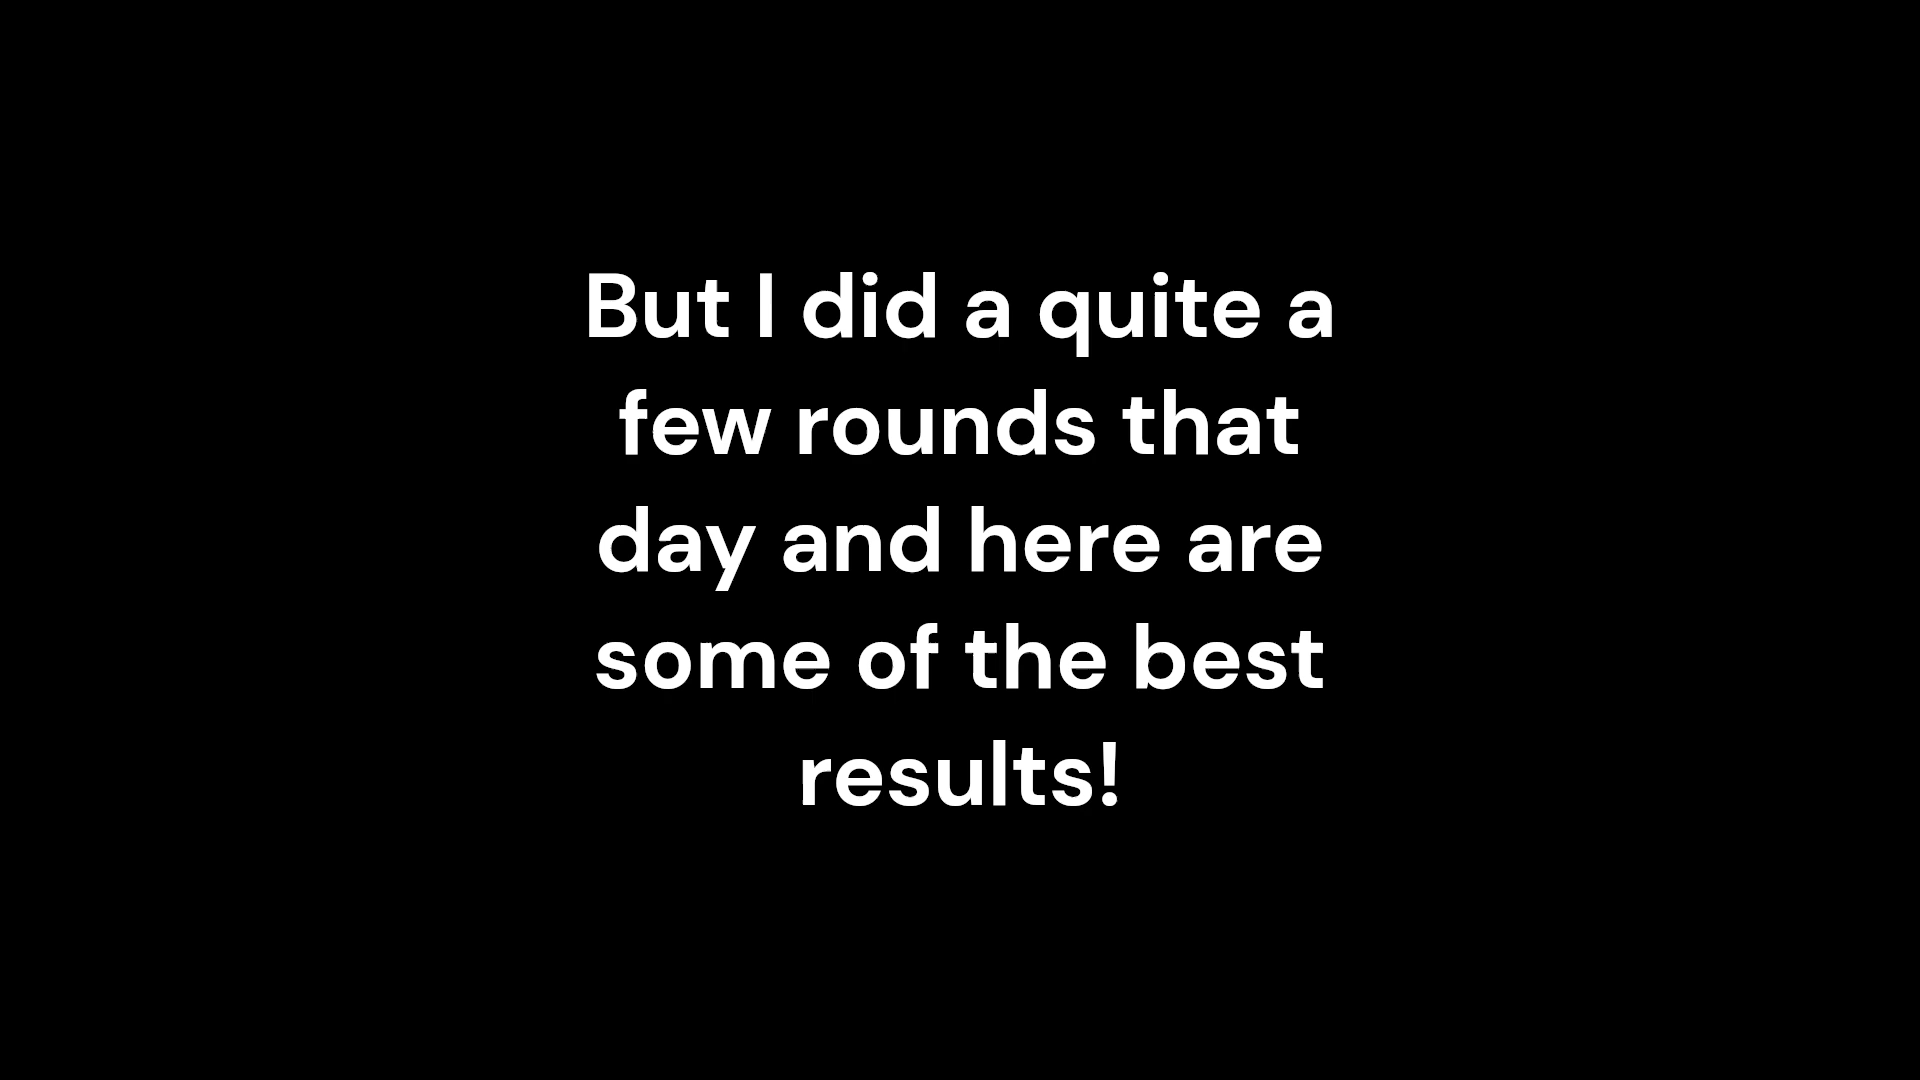 But I did a quite a
few rounds that
day and here are
some of the best
results!